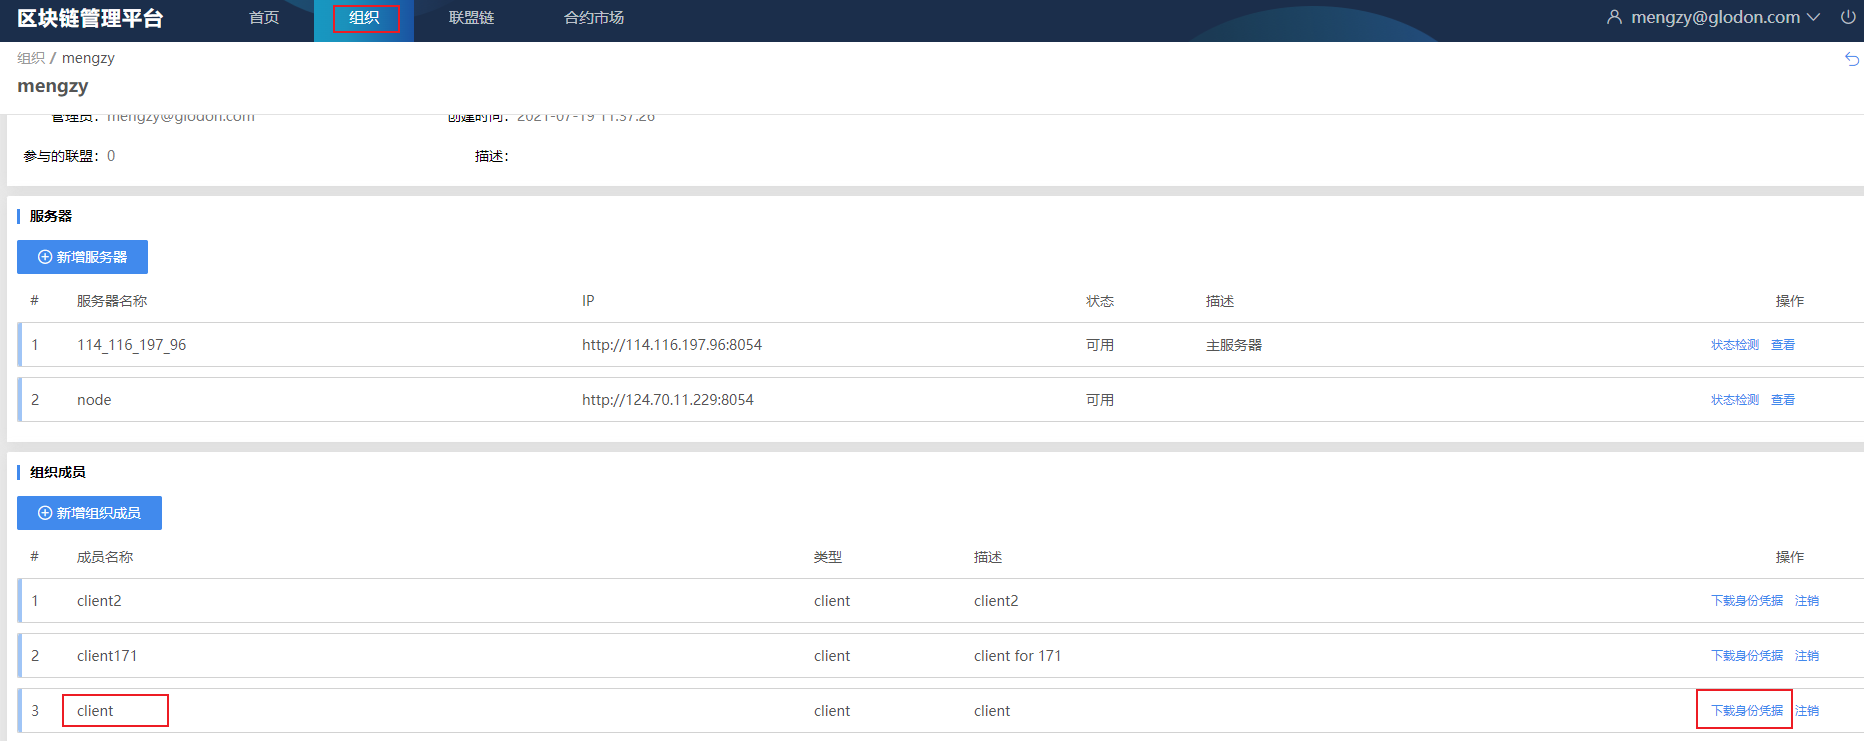 区块链管理平台 首页 组织 联盟链 合约市场 mengzy@glodon.com
组织 / mengzy
mengzy
管理员： mengzy@glodon.com 创建时间： 2021-07-19 11:37:26
参与的联盟： 0 描述：
服务器
新增服务器
# 服务器名称 IP 状态 描述 操作
1 114_116_197_96 http://114.116.197.96:8054 可用 主服务器 状态检测 查看
2 node http://124.70.11.229:8054 可用 状态检测 查看
组织成员
新增组织成员
# 成员名称 类型 描述 操作
1 client2 client client2 下载身份凭据 注销
2 client171 client client for 171 下载身份凭据 注销
3 client client client 下载身份凭据 注销